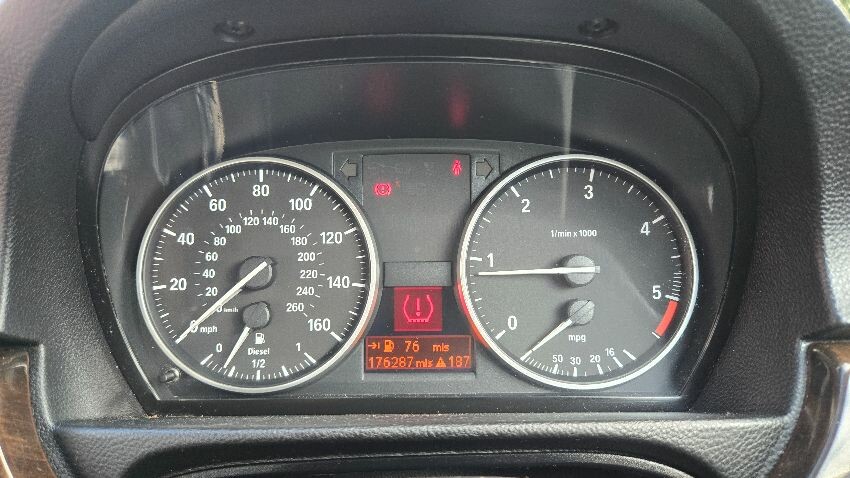 20 40 60 80 100 120 140 160
20 40 60 80 100 120 140 160 180 200 220 240 260
km/h
0 mph
0 1/2 1
Diesel
76 mls
176287 mls 187
0 1 2 3 4 5
1/min x 1000
mpg
50 30 20 16